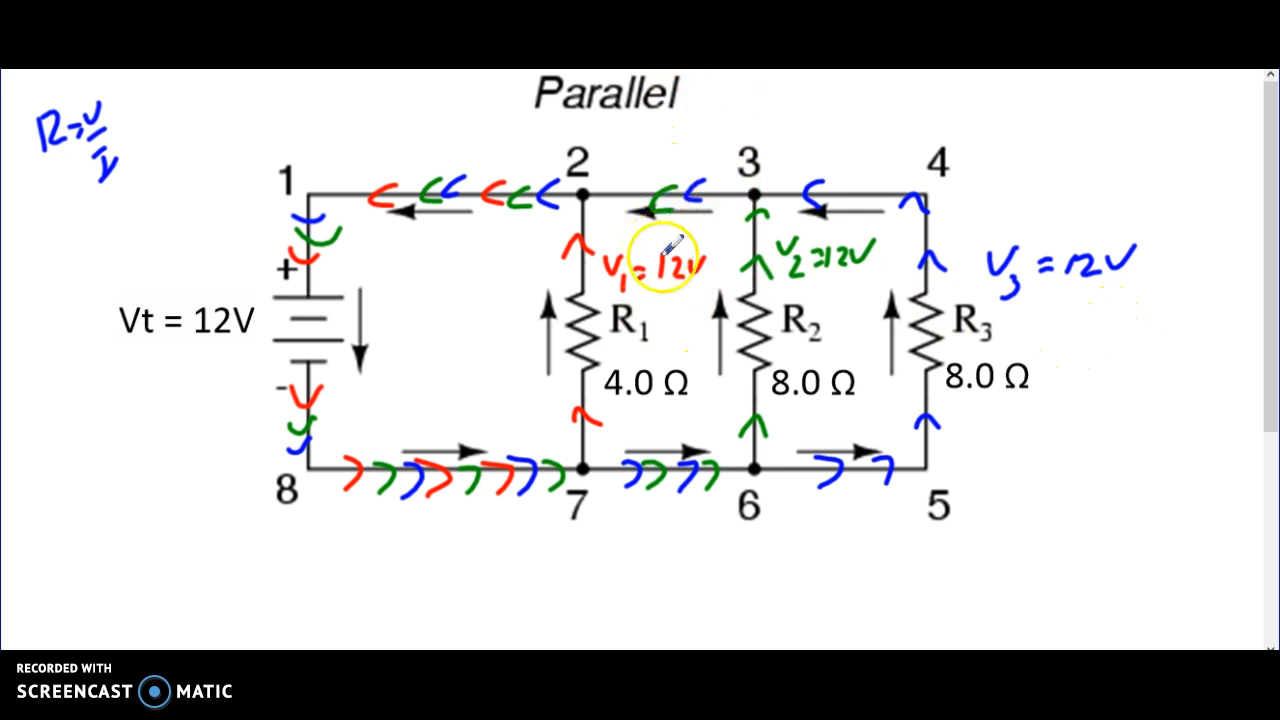 Parallel
R=V/I
1
2
3
4
+
V1=12V
V2=12V
V3=12V
Vt = 12V
R1
R2
R3
4.0 Ω
8.0 Ω
8.0 Ω
-
8
7
6
5
RECORDED WITH
SCREENCAST MATIC